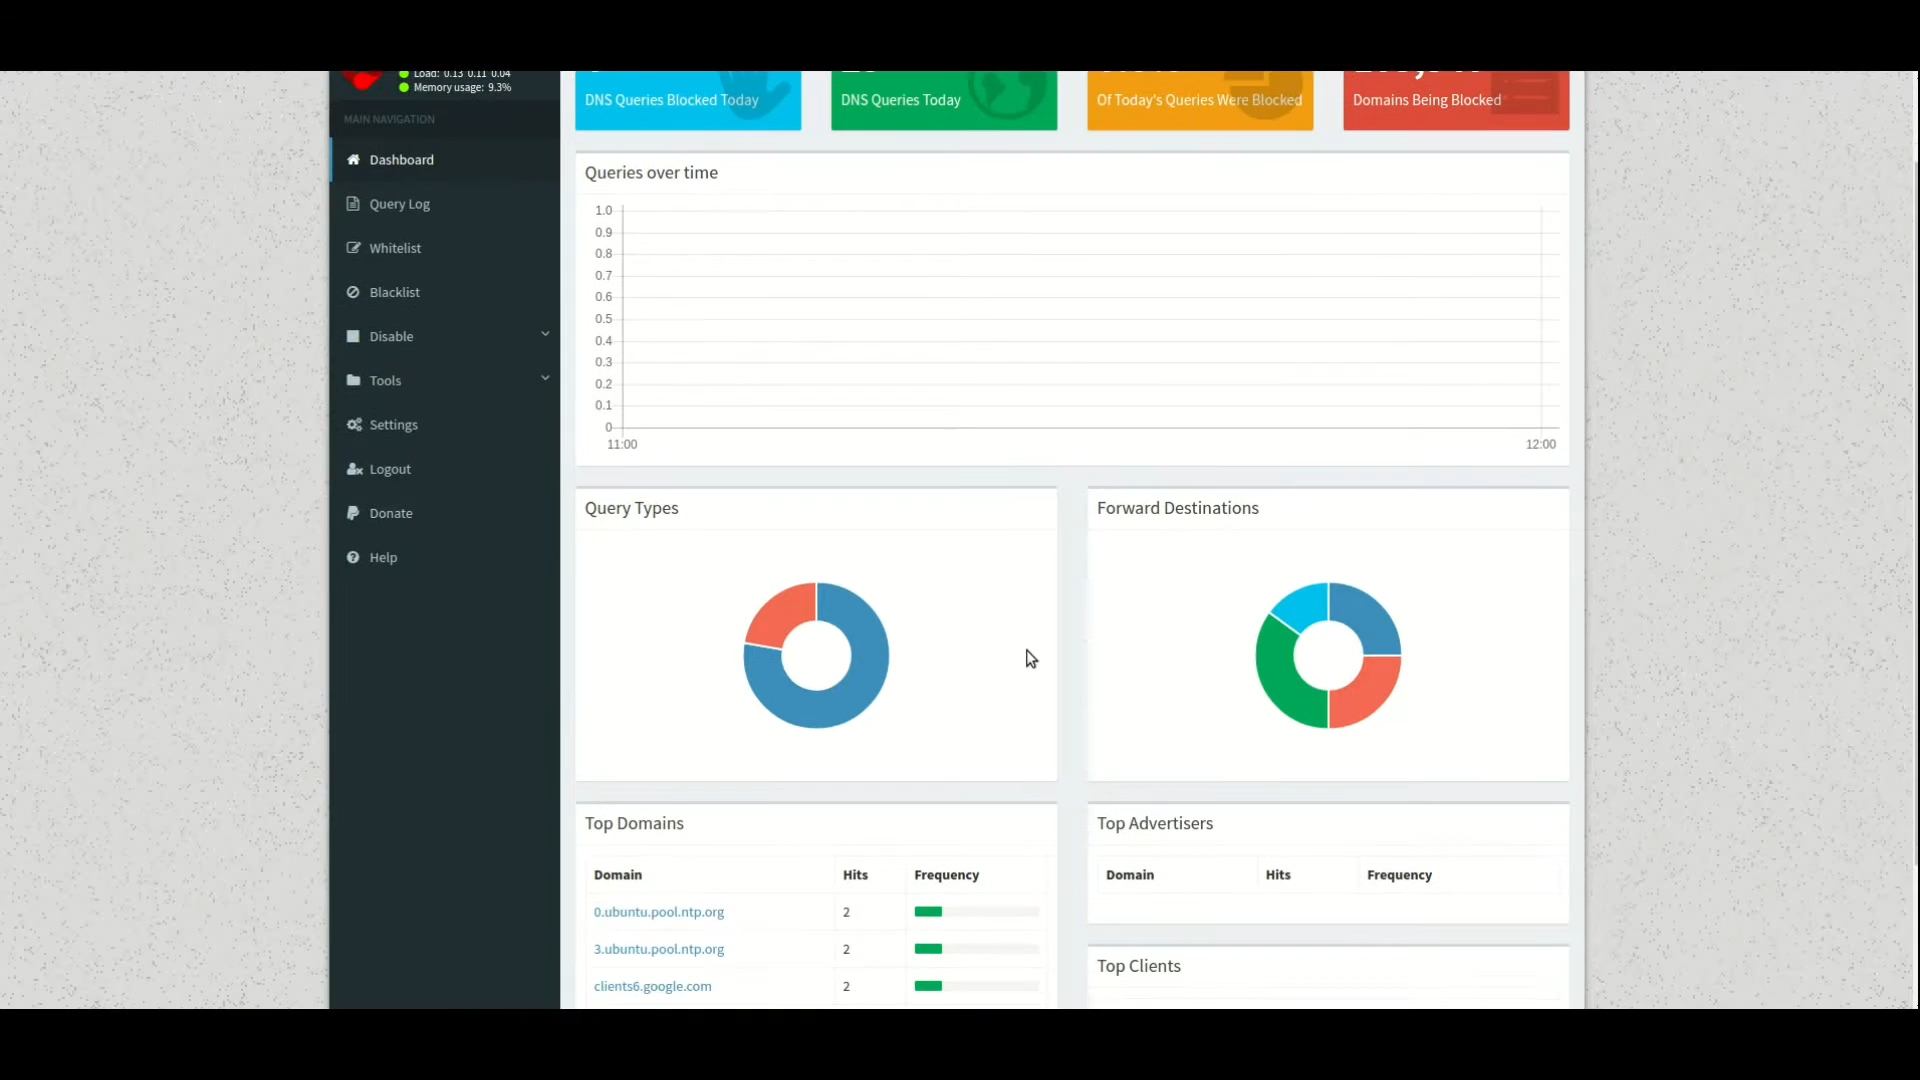 Load: 0.13 0.11 0.04
Memory usage: 9.3%
MAIN NAVIGATION
Dashboard
Query Log
Whitelist
Blacklist
Disable
Tools
Settings
Logout
Donate
Help
DNS Queries Blocked Today
DNS Queries Today
Of Today's Queries Were Blocked
Domains Being Blocked
Queries over time
1.0
0.9
0.8
0.7
0.6
0.5
0.4
0.3
0.2
0.1
0
11:00 12:00
Query Types
Forward Destinations
Top Domains
Domain Hits Frequency
0.ubuntu.pool.ntp.org 2
3.ubuntu.pool.ntp.org 2
clients6.google.com 2
Top Advertisers
Domain Hits Frequency
Top Clients